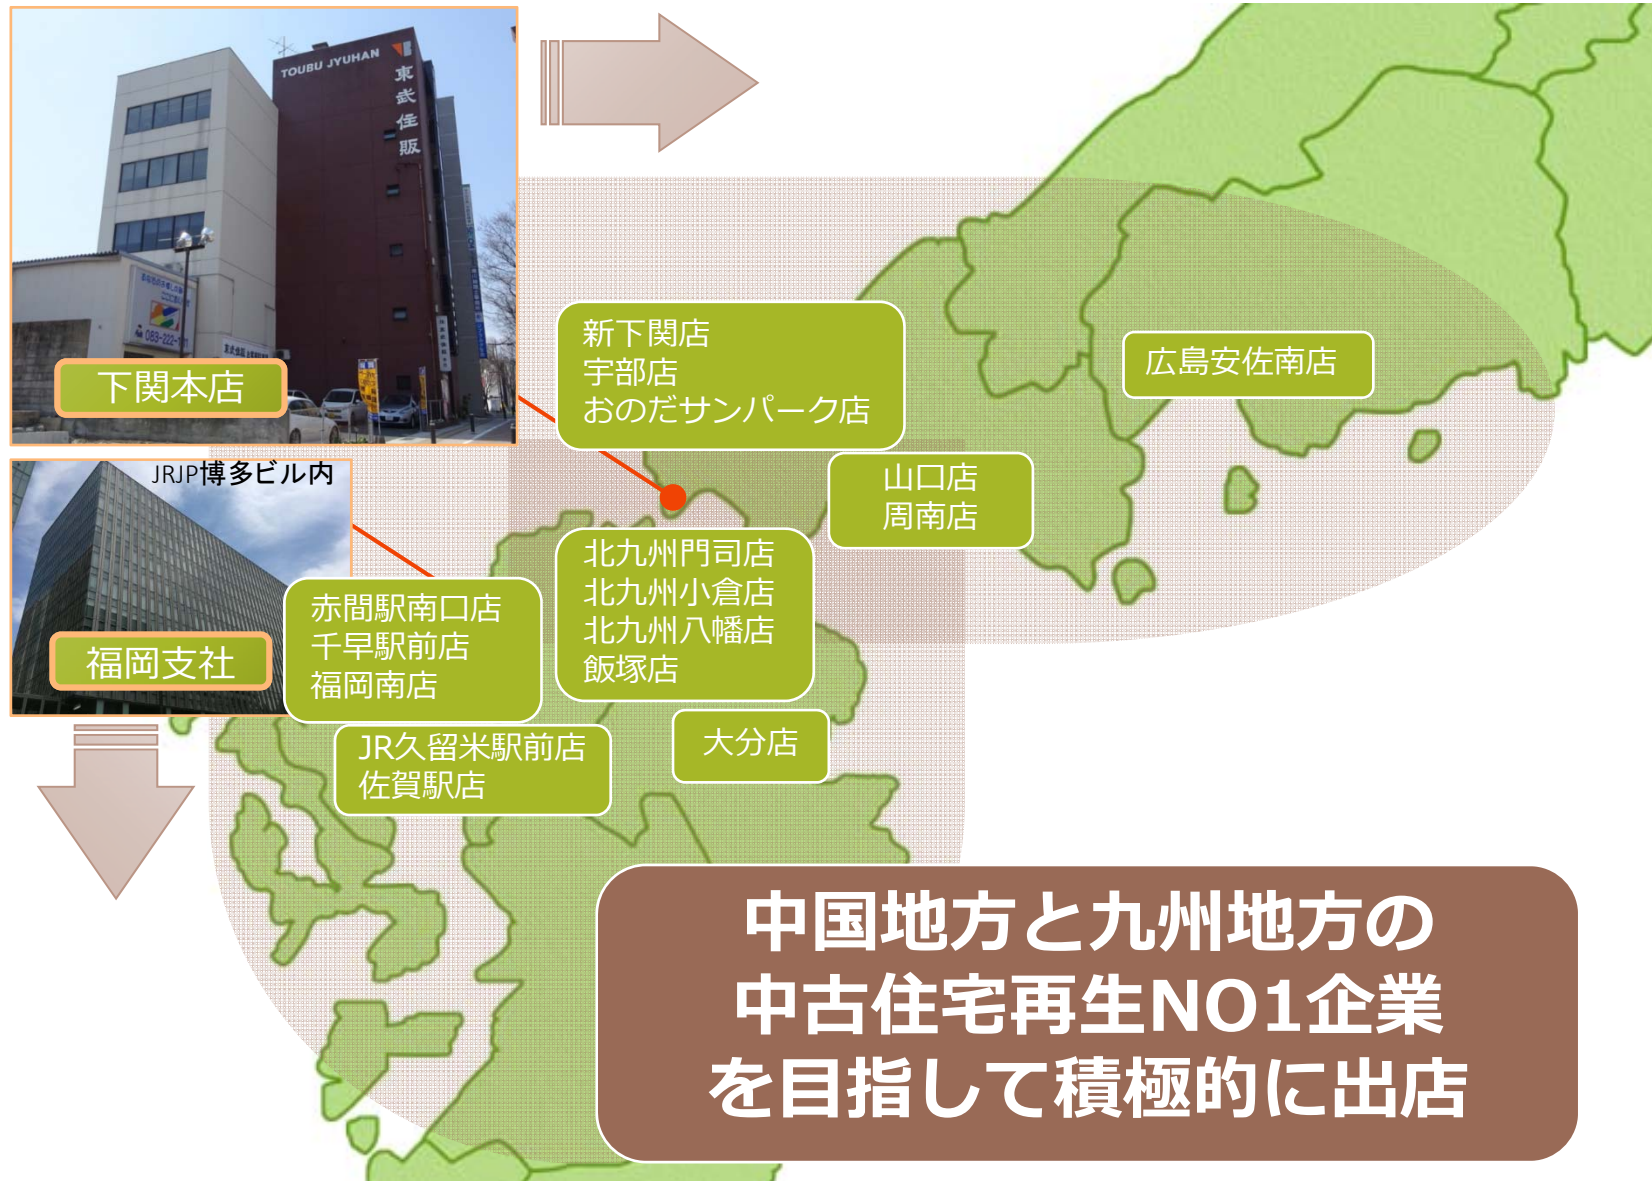 TOUBU JYUHAN
東武住販
083-222-1
下関本店
JRJP博多ビル内
福岡支社
新下関店
宇部店
おのだサンパーク店
広島安佐南店
山口店
周南店
北九州門司店
北九州小倉店
北九州八幡店
飯塚店
赤間駅南口店
千早駅前店
福岡南店
JR久留米駅前店
佐賀駅店
大分店
中国地方と九州地方の
中古住宅再生NO1企業
を目指して積極的に出店